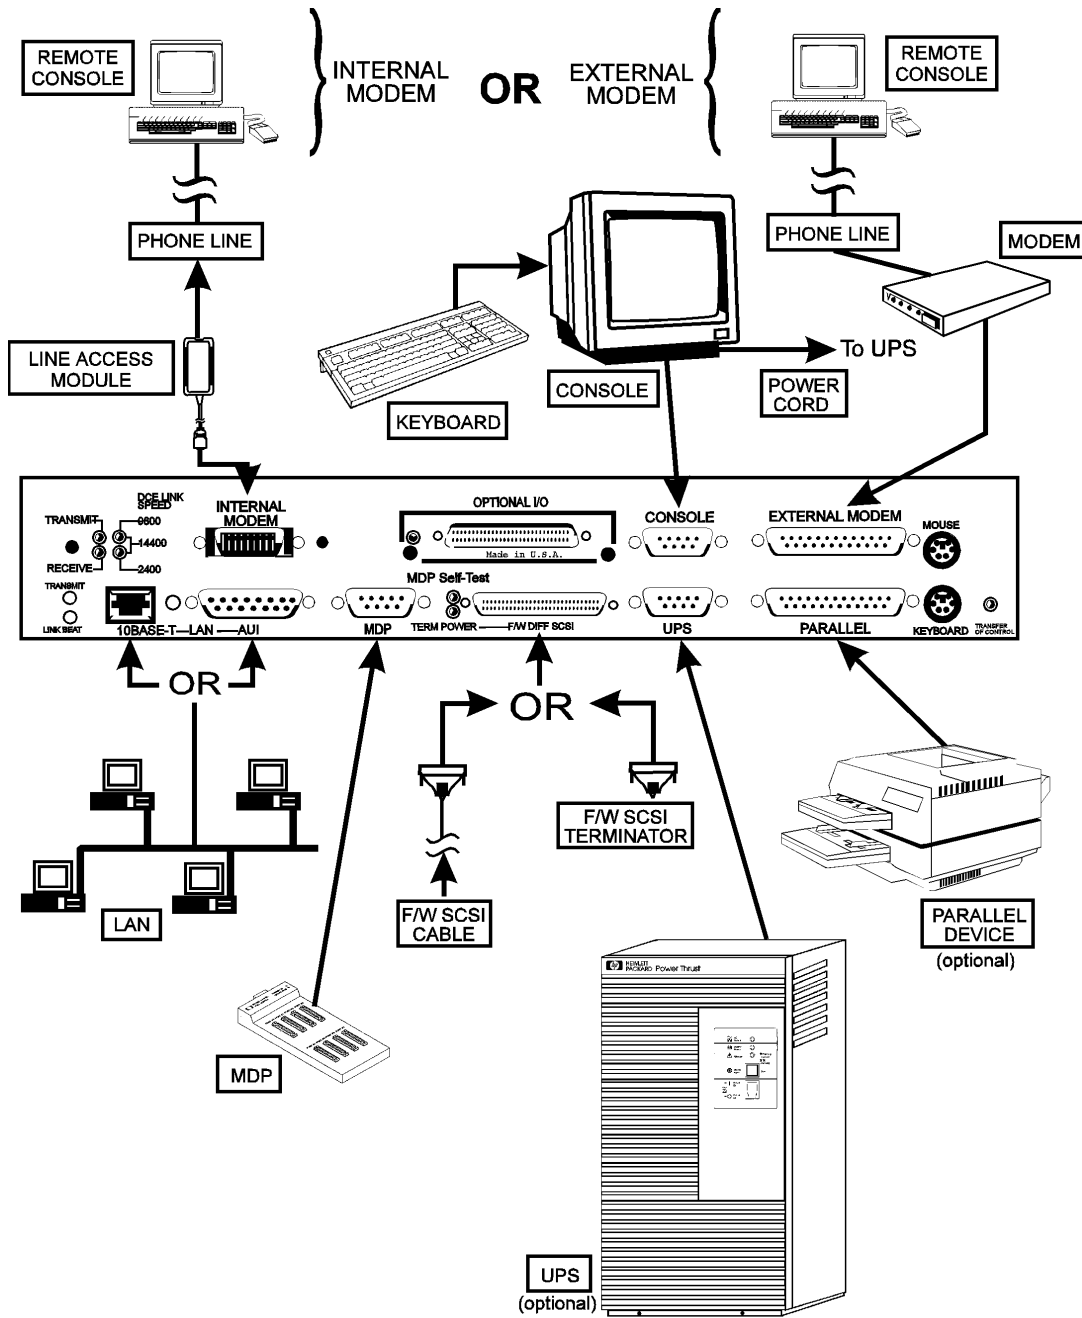 REMOTE
CONSOLE
INTERNAL
MODEM
OR
EXTERNAL
MODEM
REMOTE
CONSOLE
PHONE LINE
PHONE LINE
MODEM
LINE ACCESS
MODULE
KEYBOARD
CONSOLE
To UPS
POWER
CORD
DCE LINK
SPEED
TRANSMIT
9600
14400
RECEIVE
2400
INTERNAL
MODEM
OPTIONAL I/O
Made in U.S.A.
CONSOLE
EXTERNAL MODEM
MOUSE
TRANSMIT
LINK BEAT
MDP Self-Test
10BASE-T—LAN—AUI
MDP
TERM POWER
F/W DIFF SCSI
UPS
PARALLEL
KEYBOARD
TRANSFER
OF CONTROL
OR
OR
F/W SCSI
TERMINATOR
LAN
F/W SCSI
CABLE
PARALLEL
DEVICE
(optional)
MDP
hp
HEWLETT
PACKARD
Power Thrust
UPS
(optional)